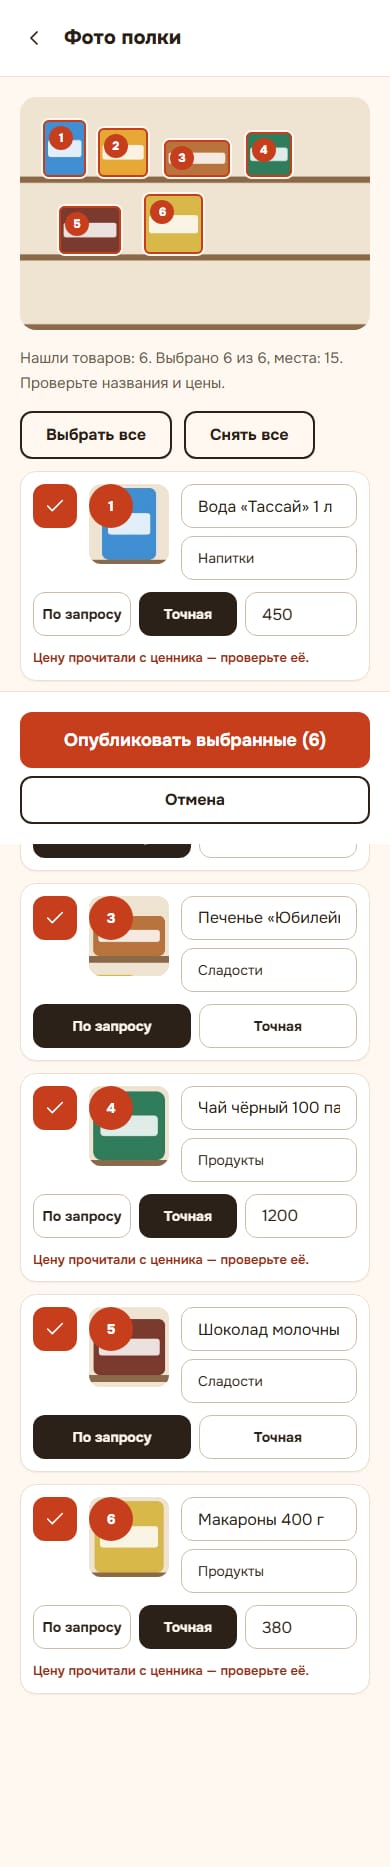 Фото полки
1
2
3
4
5
6
Нашли товаров: 6. Выбрано 6 из 6, места: 15.
Проверьте названия и цены.
Выбрать все
Снять все
1
Вода «Тассай» 1 л
Напитки
По запросу
Точная
450
Цену прочитали с ценника — проверьте её.
Опубликовать выбранные (6)
Отмена
3
Печенье «Юбилей
Сладости
По запросу
Точная
4
Чай чёрный 100 па
Продукты
По запросу
Точная
1200
Цену прочитали с ценника — проверьте её.
5
Шоколад молочны
Сладости
По запросу
Точная
6
Макароны 400 г
Продукты
По запросу
Точная
380
Цену прочитали с ценника — проверьте её.